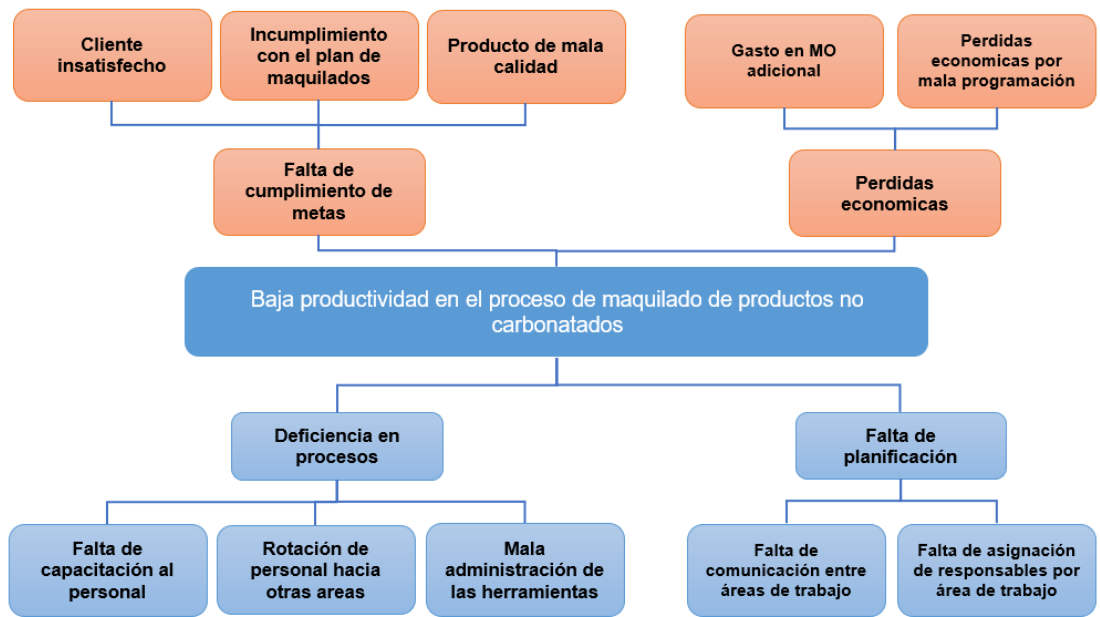 Cliente
insatisfecho
Incumplimiento
con el plan de
maquilados
Producto de mala
calidad
Gasto en MO
adicional
Perdidas
economicas por
mala programación
Falta de
cumplimiento de
metas
Perdidas
economicas
Baja productividad en el proceso de maquilado de productos no
carbonatados
Deficiencia en
procesos
Falta de
planificación
Falta de
capacitación al
personal
Rotación de
personal hacia
otras areas
Mala
administración de
las herramientas
Falta de
comunicación entre
áreas de trabajo
Falta de asignación
de responsables por
área de trabajo